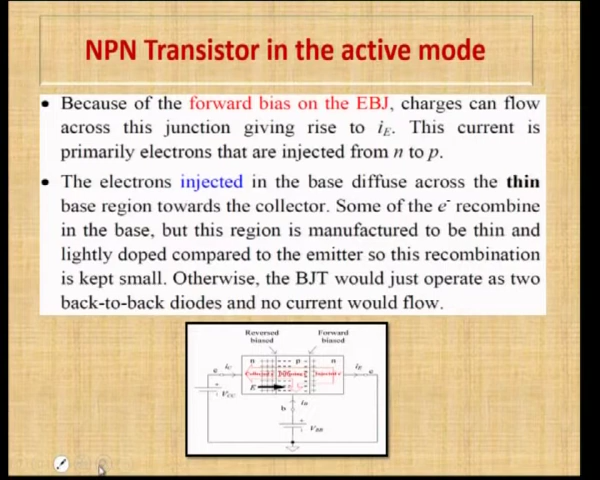 NPN Transistor in the active mode
• Because of the forward bias on the EBJ, charges can flow
across this junction giving rise to iE. This current is
primarily electrons that are injected from n to p.
• The electrons injected in the base diffuse across the thin
base region towards the collector. Some of the e- recombine
in the base, but this region is manufactured to be thin and
lightly doped compared to the emitter so this recombination
is kept small. Otherwise, the BJT would just operate as two
back-to-back diodes and no current would flow.
Reversed Forward
biased biased
n p n
c iC iE e
E
VCC
b iB
VBE